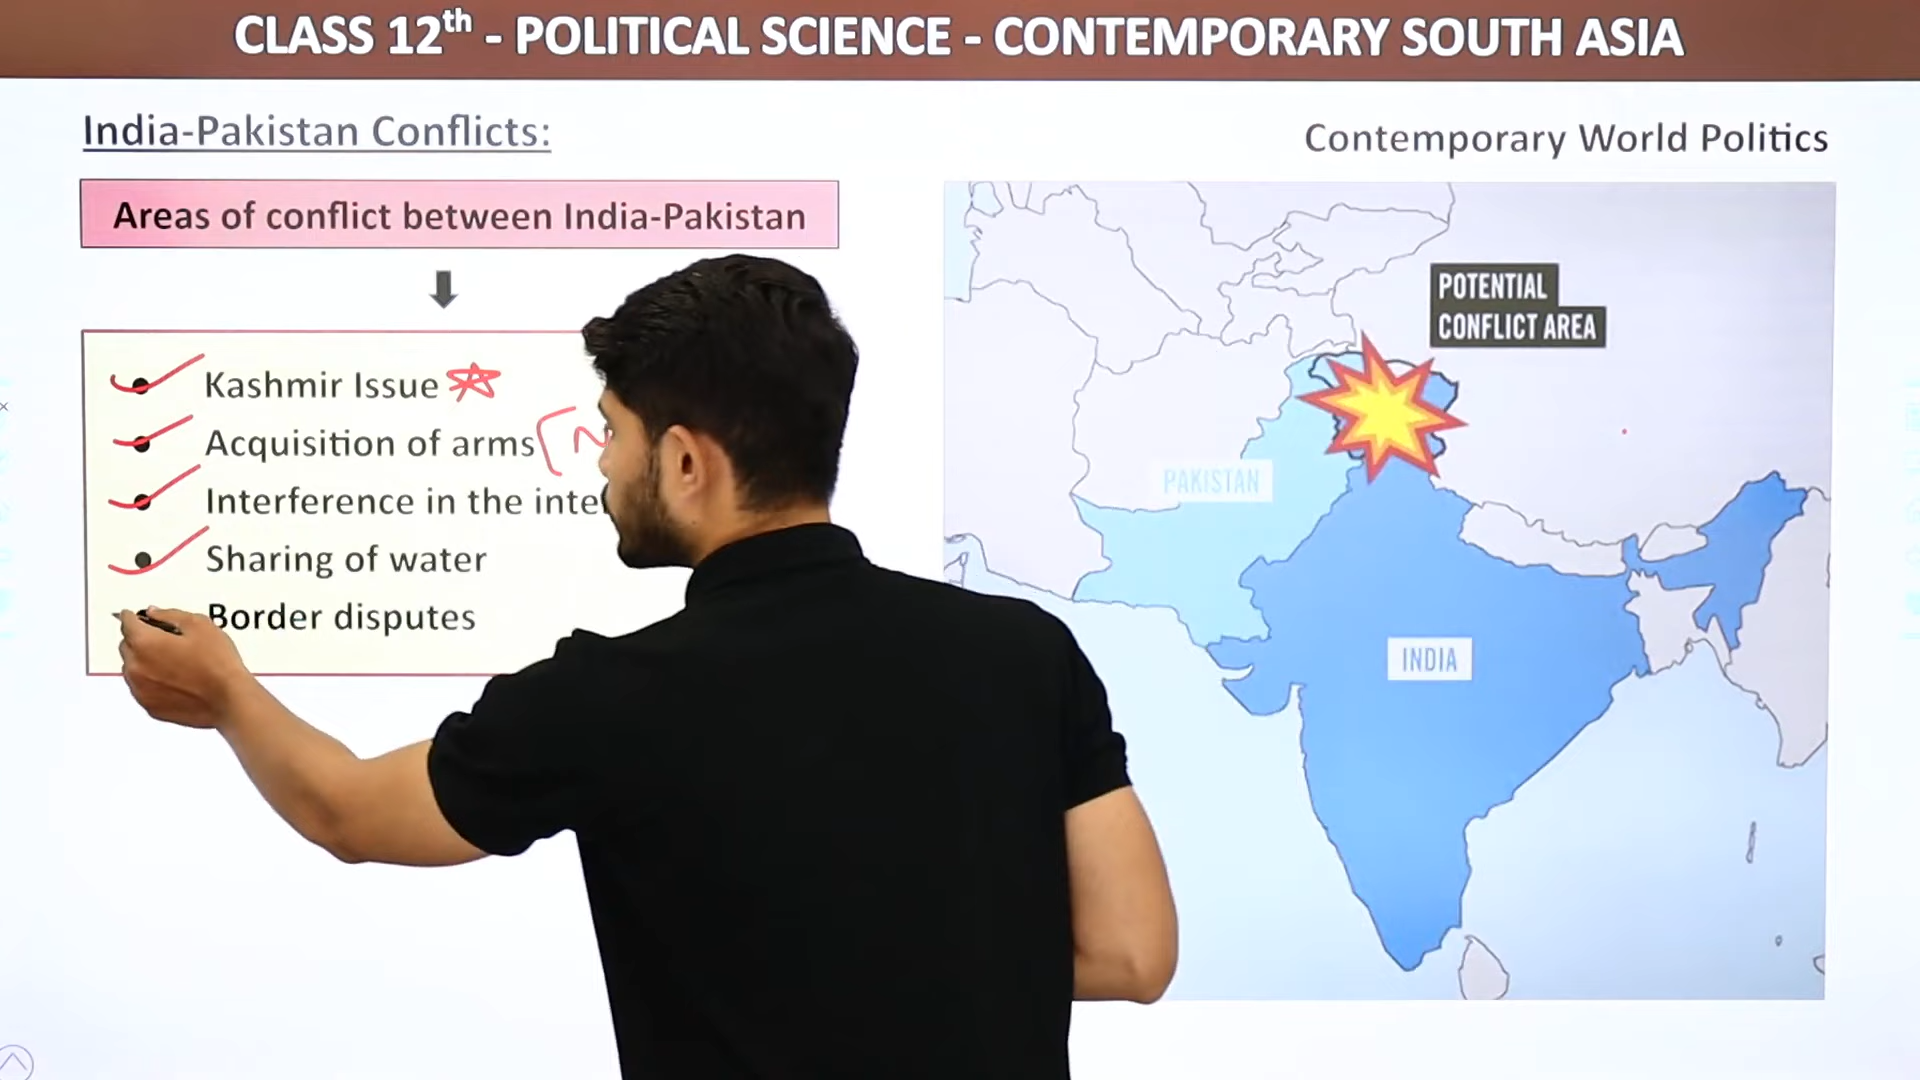 CLASS 12th - POLITICAL SCIENCE - CONTEMPORARY SOUTH ASIA
India-Pakistan Conflicts:
Contemporary World Politics
Areas of conflict between India-Pakistan
Kashmir Issue
Acquisition of arms
Interference in the
Sharing of water
Border disputes
POTENTIAL
CONFLICT AREA
PAKISTAN
INDIA